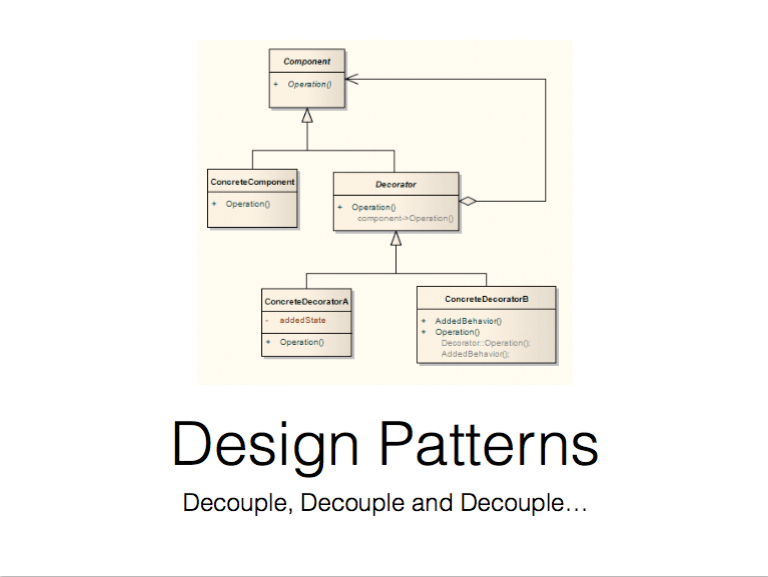 Component
+ Operation()
ConcreteComponent
+ Operation()
Decorator
+ Operation()
component->Operation()
ConcreteDecoratorA
- addedState
+ Operation()
ConcreteDecoratorB
+ AddedBehavior()
+ Operation()
Decorator::Operation();
AddedBehavior();
Design Patterns
Decouple, Decouple and Decouple…